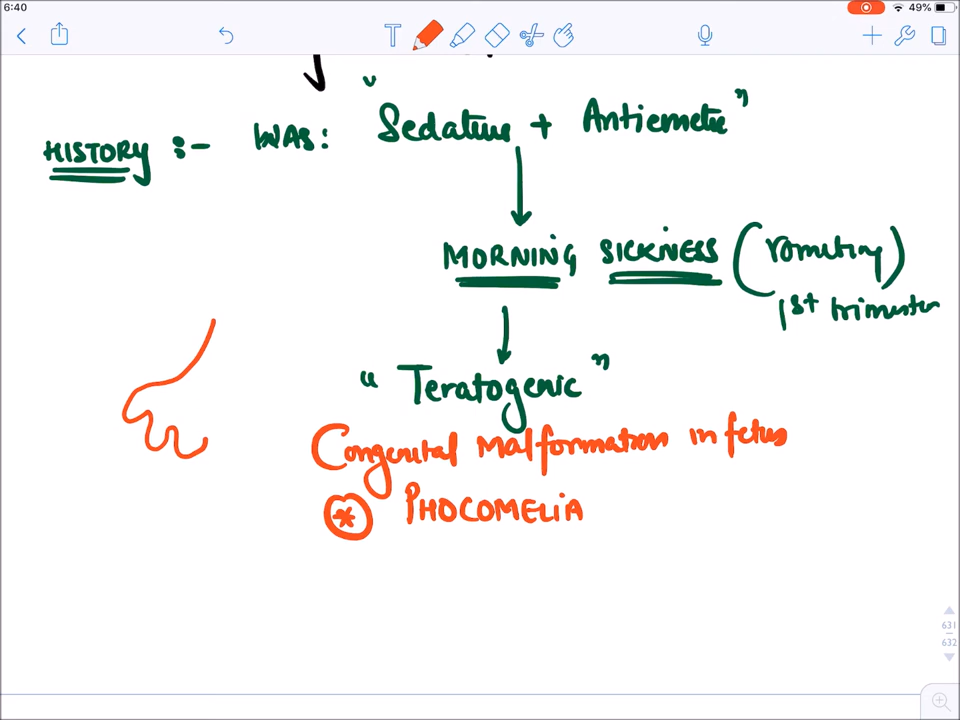 6:40
49%
T
HISTORY :- WAS: "Sedative + Antiemetic"
MORNING SICKNESS (vomiting)
1st trimester
"Teratogenic"
Congenital Malformation in fetus
* PHOCOMELIA
631
632